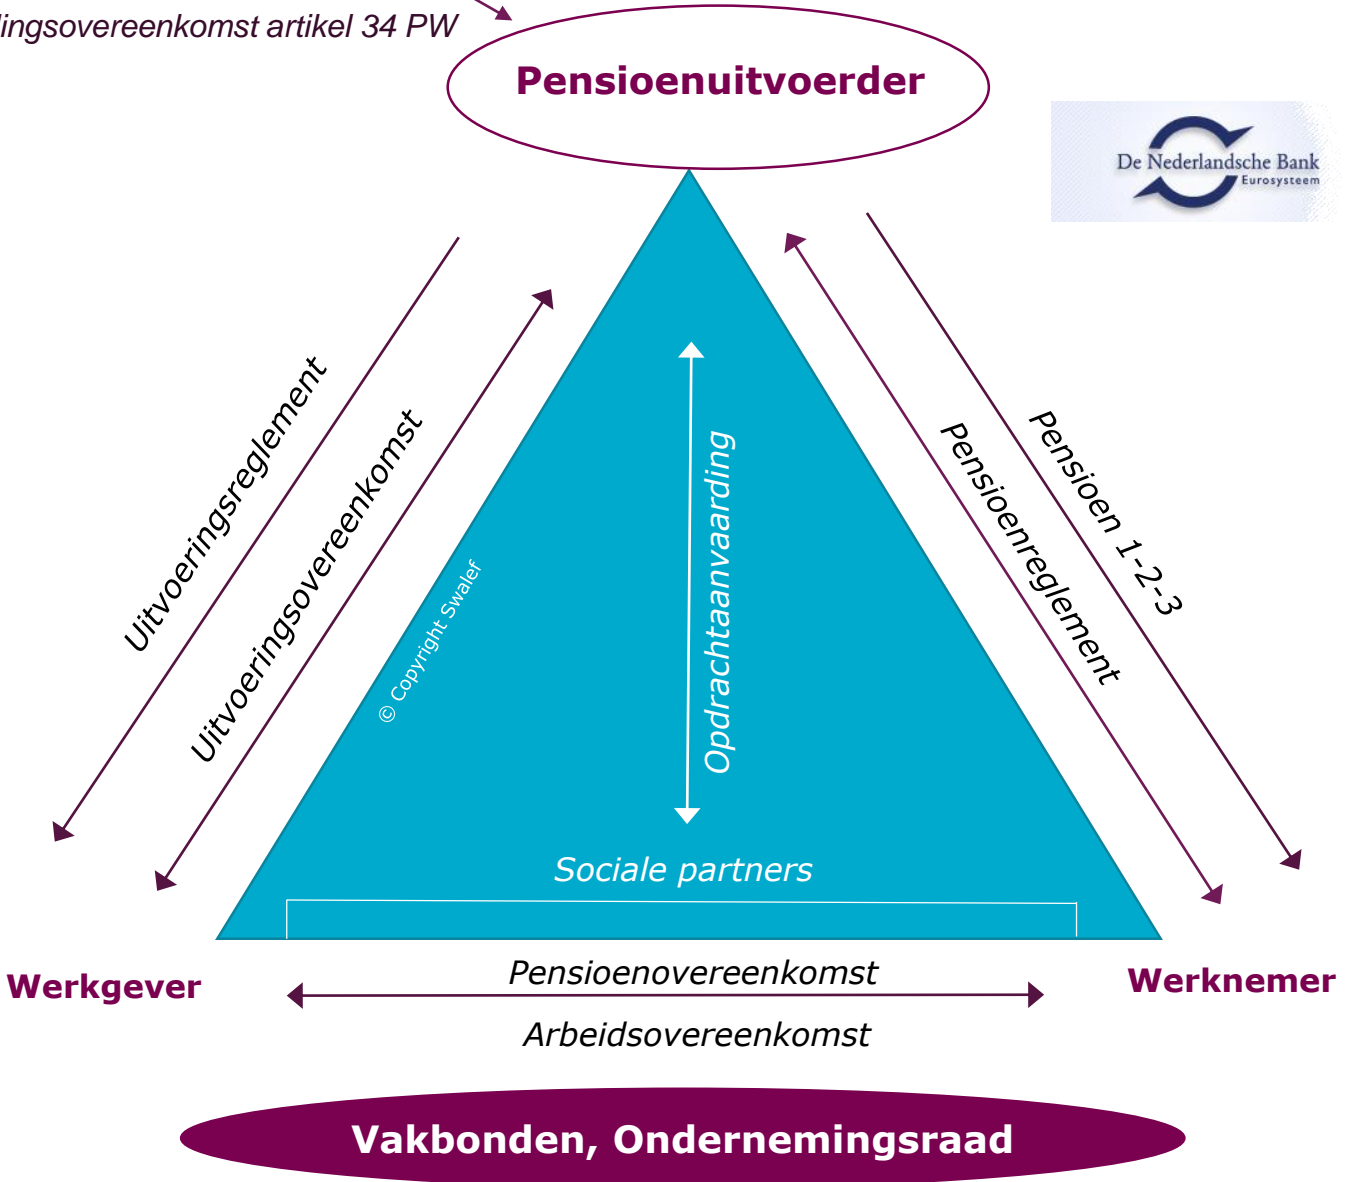 lingsovereenkomst artikel 34 PW
Pensioenuitvoerder
De Nederlandsche Bank
Eurosysteem
Uitvoeringsreglement
Uitvoeringsovereenkomst
© Copyright Swalef
Opdrachtaanvaarding
Pensioenreglement
Pensioen 1-2-3
Sociale partners
Werkgever
Pensioenovereenkomst
Werknemer
Arbeidsovereenkomst
Vakbonden, Ondernemingsraad